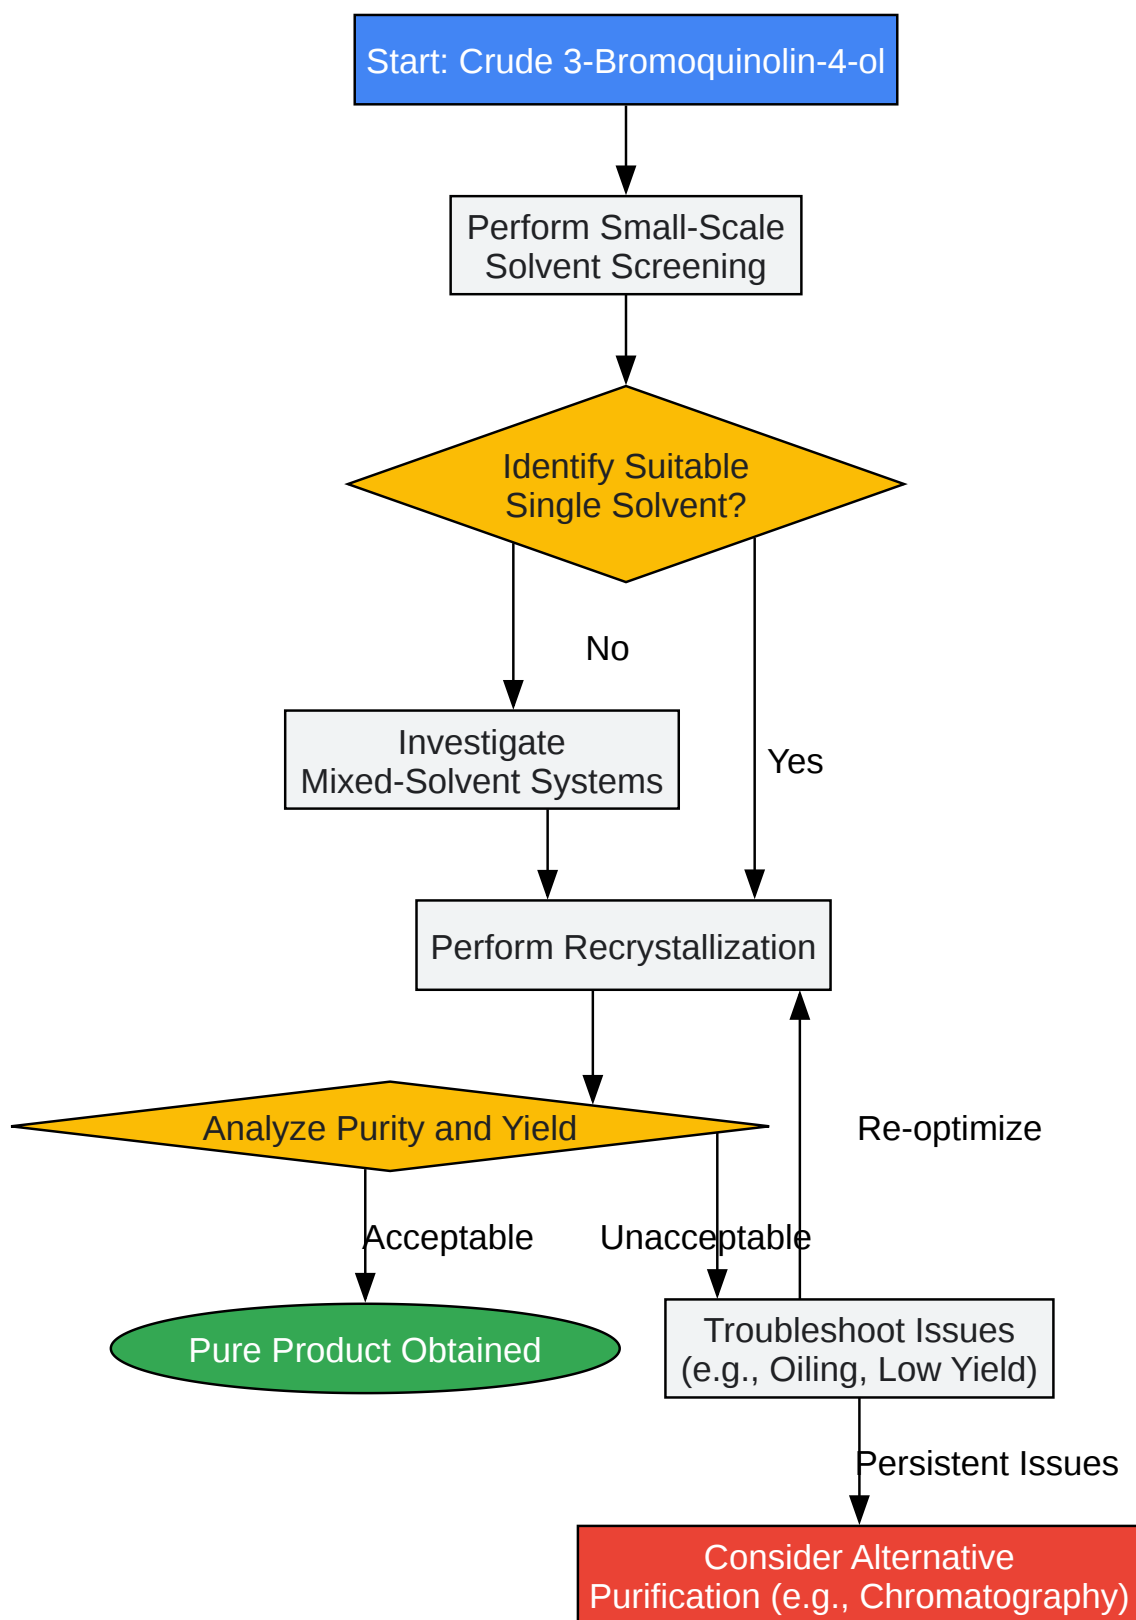 Start: Crude 3-Bromoquinolin-4-ol
Perform Small-Scale
Solvent Screening
Identify Suitable
Single Solvent?
No
Investigate
Mixed-Solvent Systems
Yes
Perform Recrystallization
Analyze Purity and Yield
Re-optimize
Acceptable
Unacceptable
Pure Product Obtained
Troubleshoot Issues
(e.g., Oiling, Low Yield)
Persistent Issues
Consider Alternative
Purification (e.g., Chromatography)